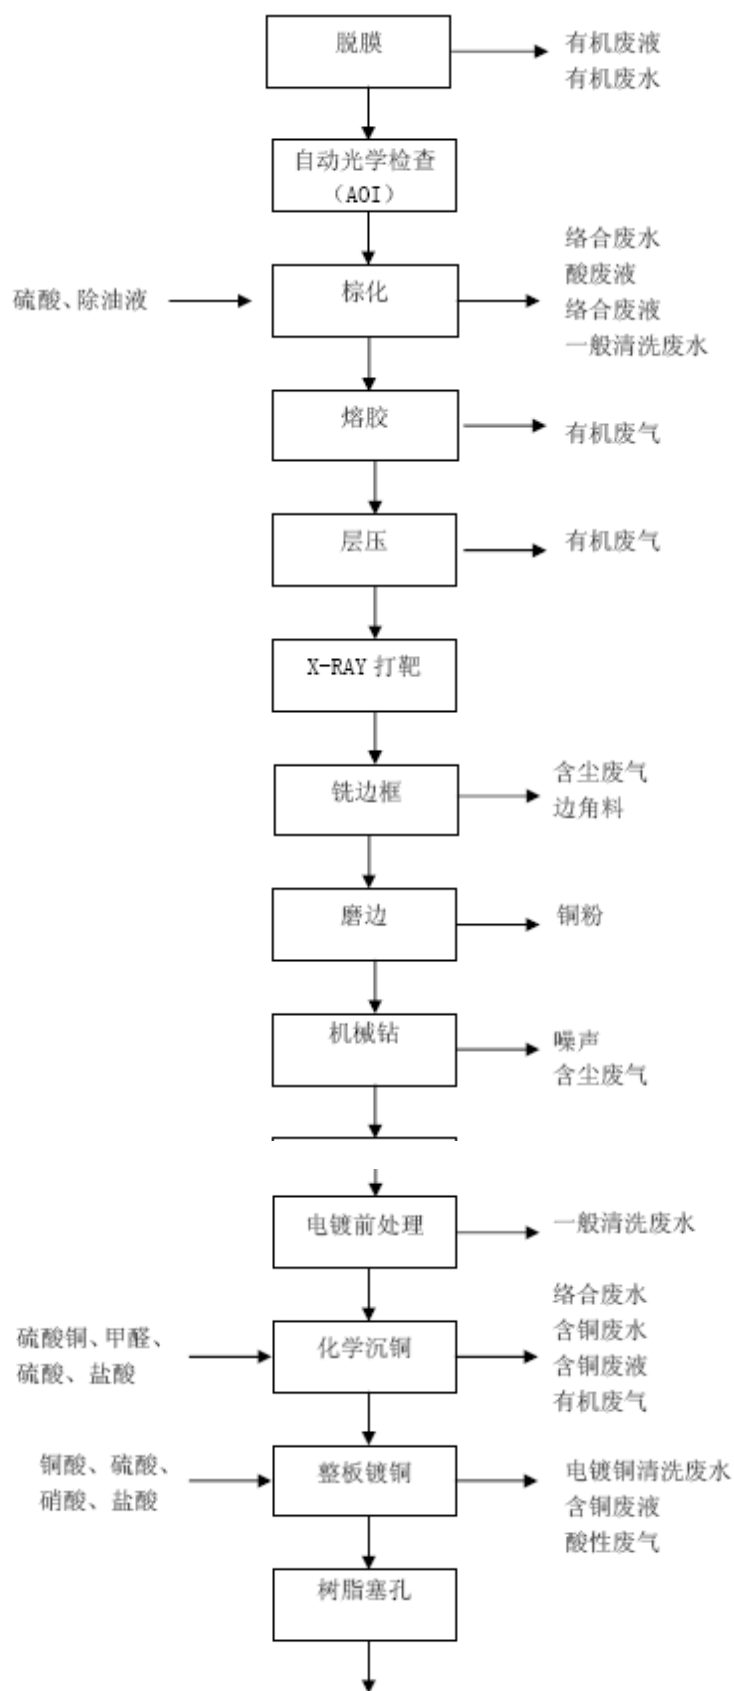 脱膜
有机废液
有机废水
自动光学检查
（AOI）
络合废水
酸废液
络合废液
一般清洗废水
硫酸、除油液
棕化
熔胶
有机废气
层压
有机废气
X-RAY 打靶
铣边框
含尘废气
边角料
磨边
铜粉
机械钻
噪声
含尘废气
电镀前处理
一般清洗废水
硫酸铜、甲醛、
硫酸、盐酸
化学沉铜
络合废水
含铜废水
含铜废液
有机废气
铜酸、硫酸、
硝酸、盐酸
整板镀铜
电镀铜清洗废水
含铜废液
酸性废气
树脂塞孔